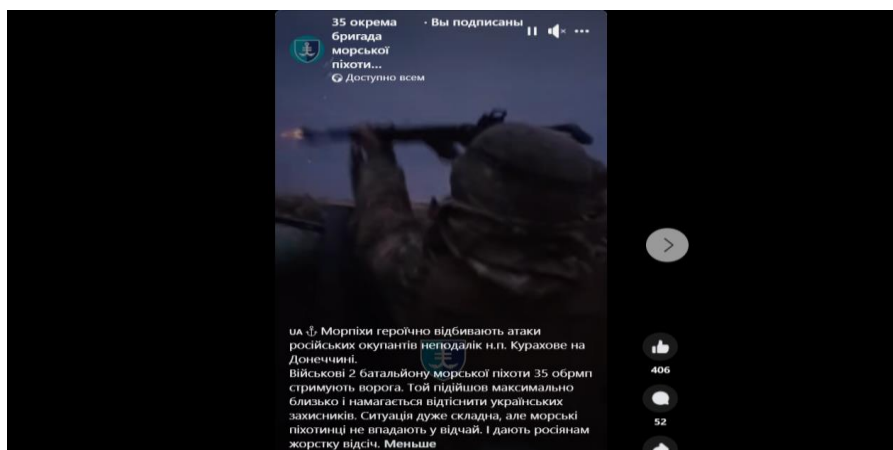 35 окрема · Вы подписаны
бригада
морської
піхоти...
Доступно всем
UA ⚓ Морпіхи героїчно відбивають атаки
російських окупантів неподалік н.п. Курахове на
Донеччині.
Військові 2 батальйону морської піхоти 35 обрмп
стримують ворога. Той підійшов максимально
близько і намагається відтіснити українських
захисників. Ситуація дуже складна, але морські
піхотинці не впадають у відчай. І дають росіянам
жорстку відсіч. Меньше
406
52